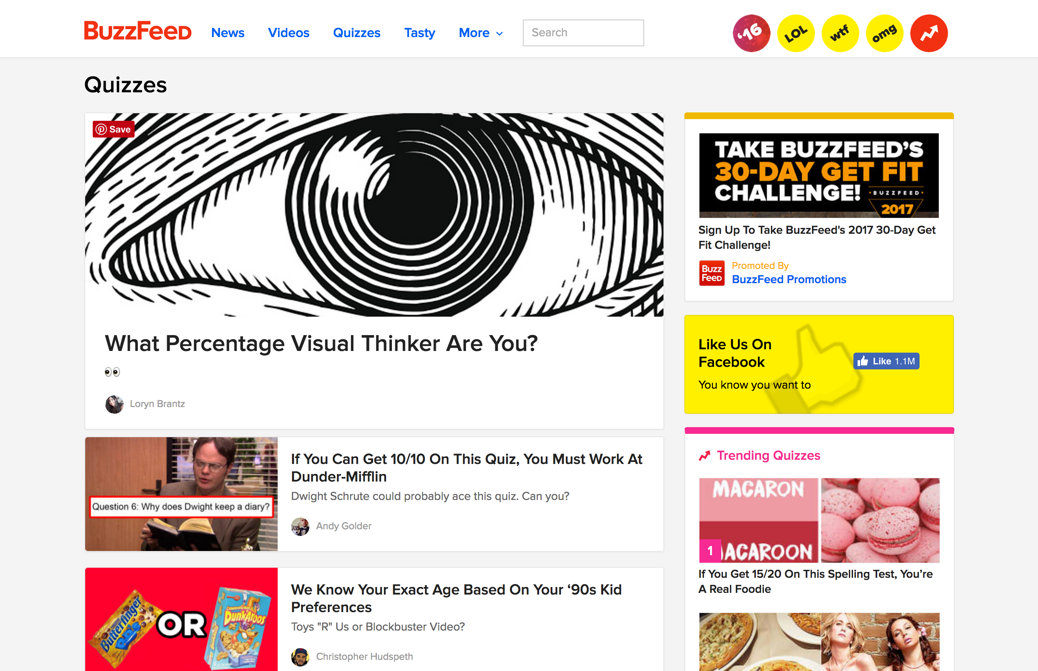 BuzzFeed
News
Videos
Quizzes
Tasty
More
Search
'16
LOL
wtf
omg
Quizzes
Save
What Percentage Visual Thinker Are You?
👀
Loryn Brantz
Question 6: Why does Dwight keep a diary?
If You Can Get 10/10 On This Quiz, You Must Work At
Dunder-Mifflin
Dwight Schrute could probably ace this quiz. Can you?
Andy Golder
Butterfinger
OR
DUNKAROOS
We Know Your Exact Age Based On Your ‘90s Kid
Preferences
Toys "R" Us or Blockbuster Video?
Christopher Hudspeth
TAKE BUZZFEED'S
30-DAY GET FIT
CHALLENGE!
BUZZFEED
2017
Sign Up To Take BuzzFeed's 2017 30-Day Get
Fit Challenge!
Buzz
Feed
Promoted By
BuzzFeed Promotions
Like Us On
Facebook
You know you want to
Like 1.1M
Trending Quizzes
MACARON
MACAROON
1
If You Get 15/20 On This Spelling Test, You’re
A Real Foodie